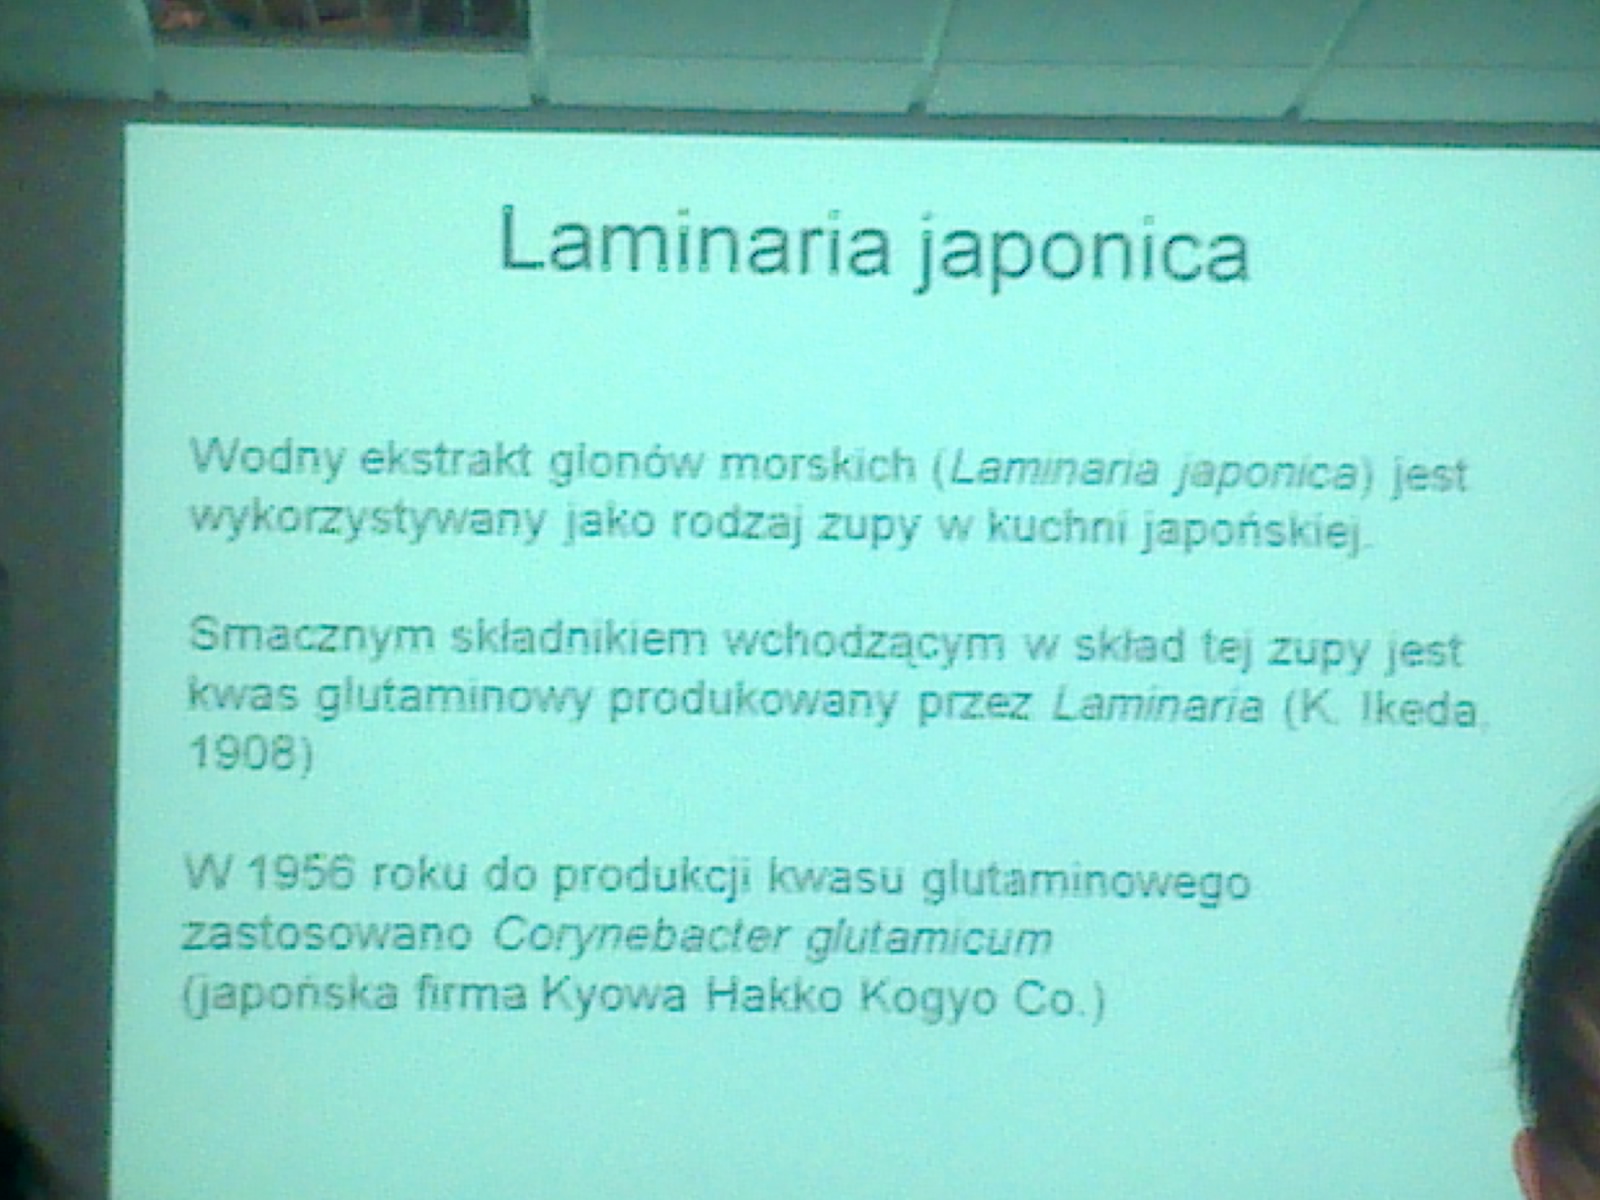 Laminaria japonica
Wodny ekstrakt glonów morskich (Laminaria japonica) jest
wykorzystywany jako rodzaj zupy w kuchni japońskiej.
Smacznym składnikiem wchodzącym w skład tej zupy jest
kwas glutaminowy produkowany przez Laminaria (K. Ikeda,
1908)
W 1956 roku do produkcji kwasu glutaminowego
zastosowano Corynebacter glutamicum
(japońska firma Kyowa Hakko Kogyo Co.)